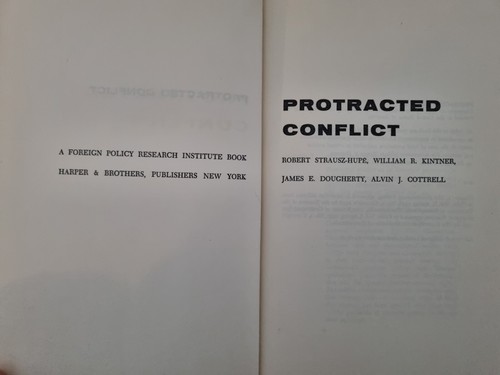 A FOREIGN POLICY RESEARCH INSTITUTE BOOK
HARPER & BROTHERS, PUBLISHERS NEW YORK
PROTRACTED
CONFLICT
ROBERT STRAUSZ-HUPE, WILLIAM R. KINTNER,
JAMES E. DOUGHERTY, ALVIN J. COTTRELL